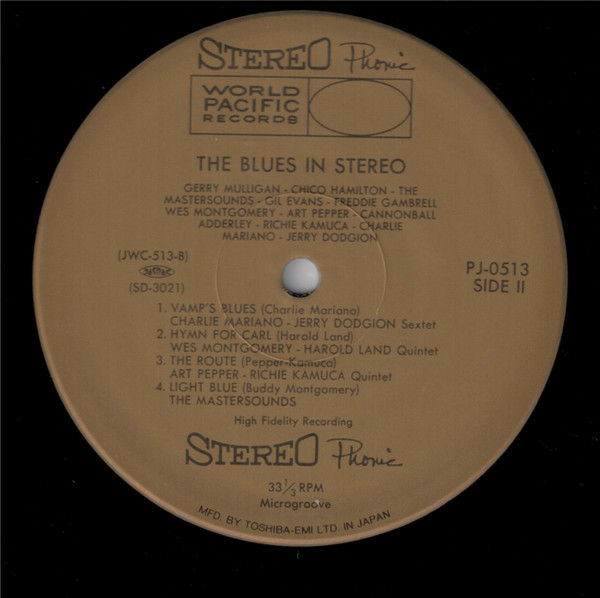 STEREO Phonic
WORLD
PACIFIC
RECORDS
THE BLUES IN STEREO
GERRY MULLIGAN - CHICO HAMILTON - THE
MASTERSOUNDS - GIL EVANS - FREDDIE GAMBRELL
WES MONTGOMERY - ART PEPPER - CANNONBALL
ADDERLEY - RICHIE KAMUCA - CHARLIE
MARIANO - JERRY DODGION
(JWC-513-B)
(SD-3021)
PJ-0513
SIDE II
1. VAMP'S BLUES (Charlie Mariano)
CHARLIE MARIANO - JERRY DODGION Sextet
2. HYMN FOR CARL (Harold Land)
WES MONTGOMERY - HAROLD LAND Quintet
3. THE ROUTE (Pepper-Kamuca)
ART PEPPER - RICHIE KAMUCA Quintet
4. LIGHT BLUE (Buddy Montgomery)
THE MASTERSOUNDS
High Fidelity Recording
STEREO Phonic
33 1/3 RPM
Microgroove
MFD. BY TOSHIBA-EMI LTD. IN JAPAN